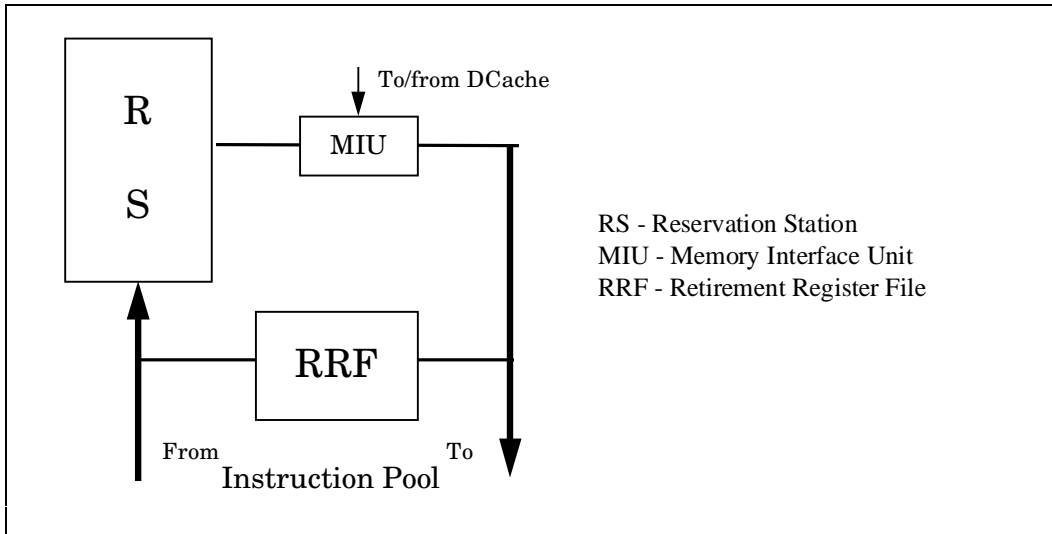 R
S
To/from DCache
MIU
RS - Reservation Station
MIU - Memory Interface Unit
RRF - Retirement Register File
RRF
From
To
Instruction Pool